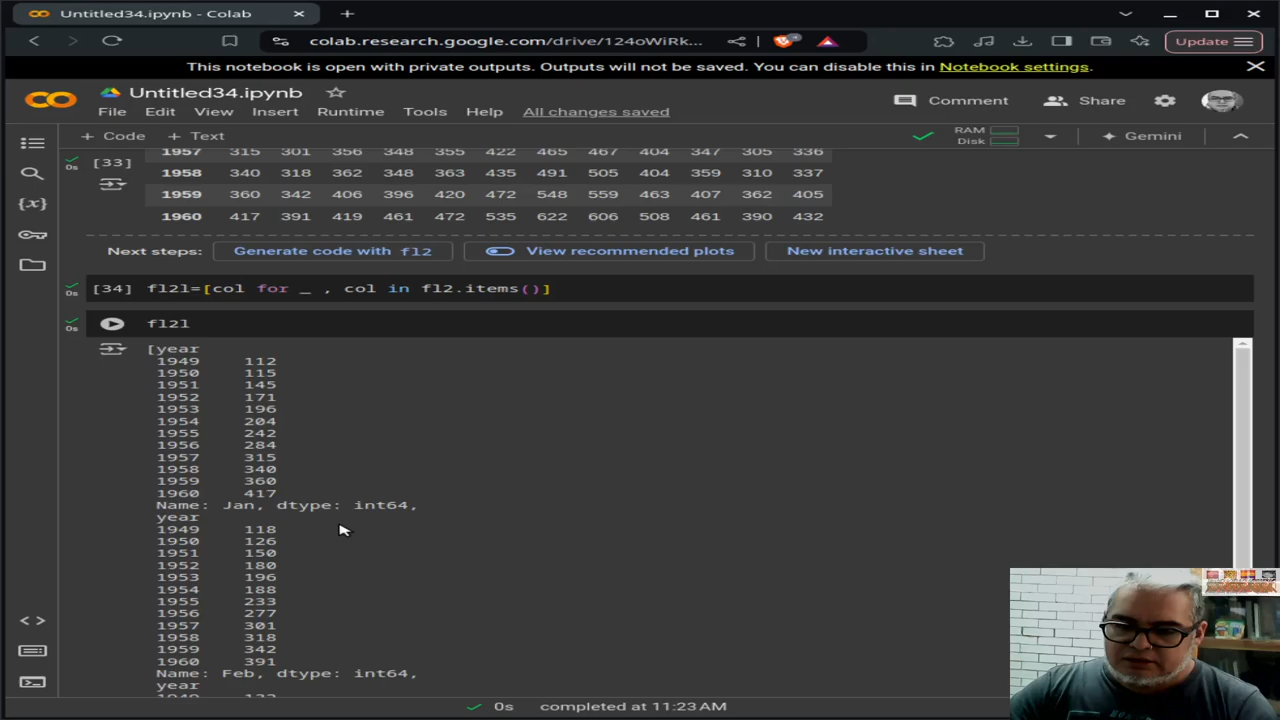 Untitled34.ipynb - Colab
colab.research.google.com/drive/124oWiRk...
Update
This notebook is open with private outputs. Outputs will not be saved. You can disable this in Notebook settings.
Untitled34.ipynb
File Edit View Insert Runtime Tools Help All changes saved
Comment Share
+ Code + Text
RAM
Disk
Gemini
0s [33]
1957 315 301 356 348 355 422 465 467 404 347 305 336
1958 340 318 362 348 363 435 491 505 404 359 310 337
1959 360 342 406 396 420 472 548 559 463 407 362 405
1960 417 391 419 461 472 535 622 606 508 461 390 432
Next steps: Generate code with fl2 View recommended plots New interactive sheet
0s [34] fl2l=[col for _ , col in fl2.items()]
0s fl2l
[year
1949 112
1950 115
1951 145
1952 171
1953 196
1954 204
1955 242
1956 284
1957 315
1958 340
1959 360
1960 417
Name: Jan, dtype: int64,
year
1949 118
1950 126
1951 150
1952 180
1953 196
1954 188
1955 233
1956 277
1957 301
1958 318
1959 342
1960 391
Name: Feb, dtype: int64,
year
0s completed at 11:23 AM